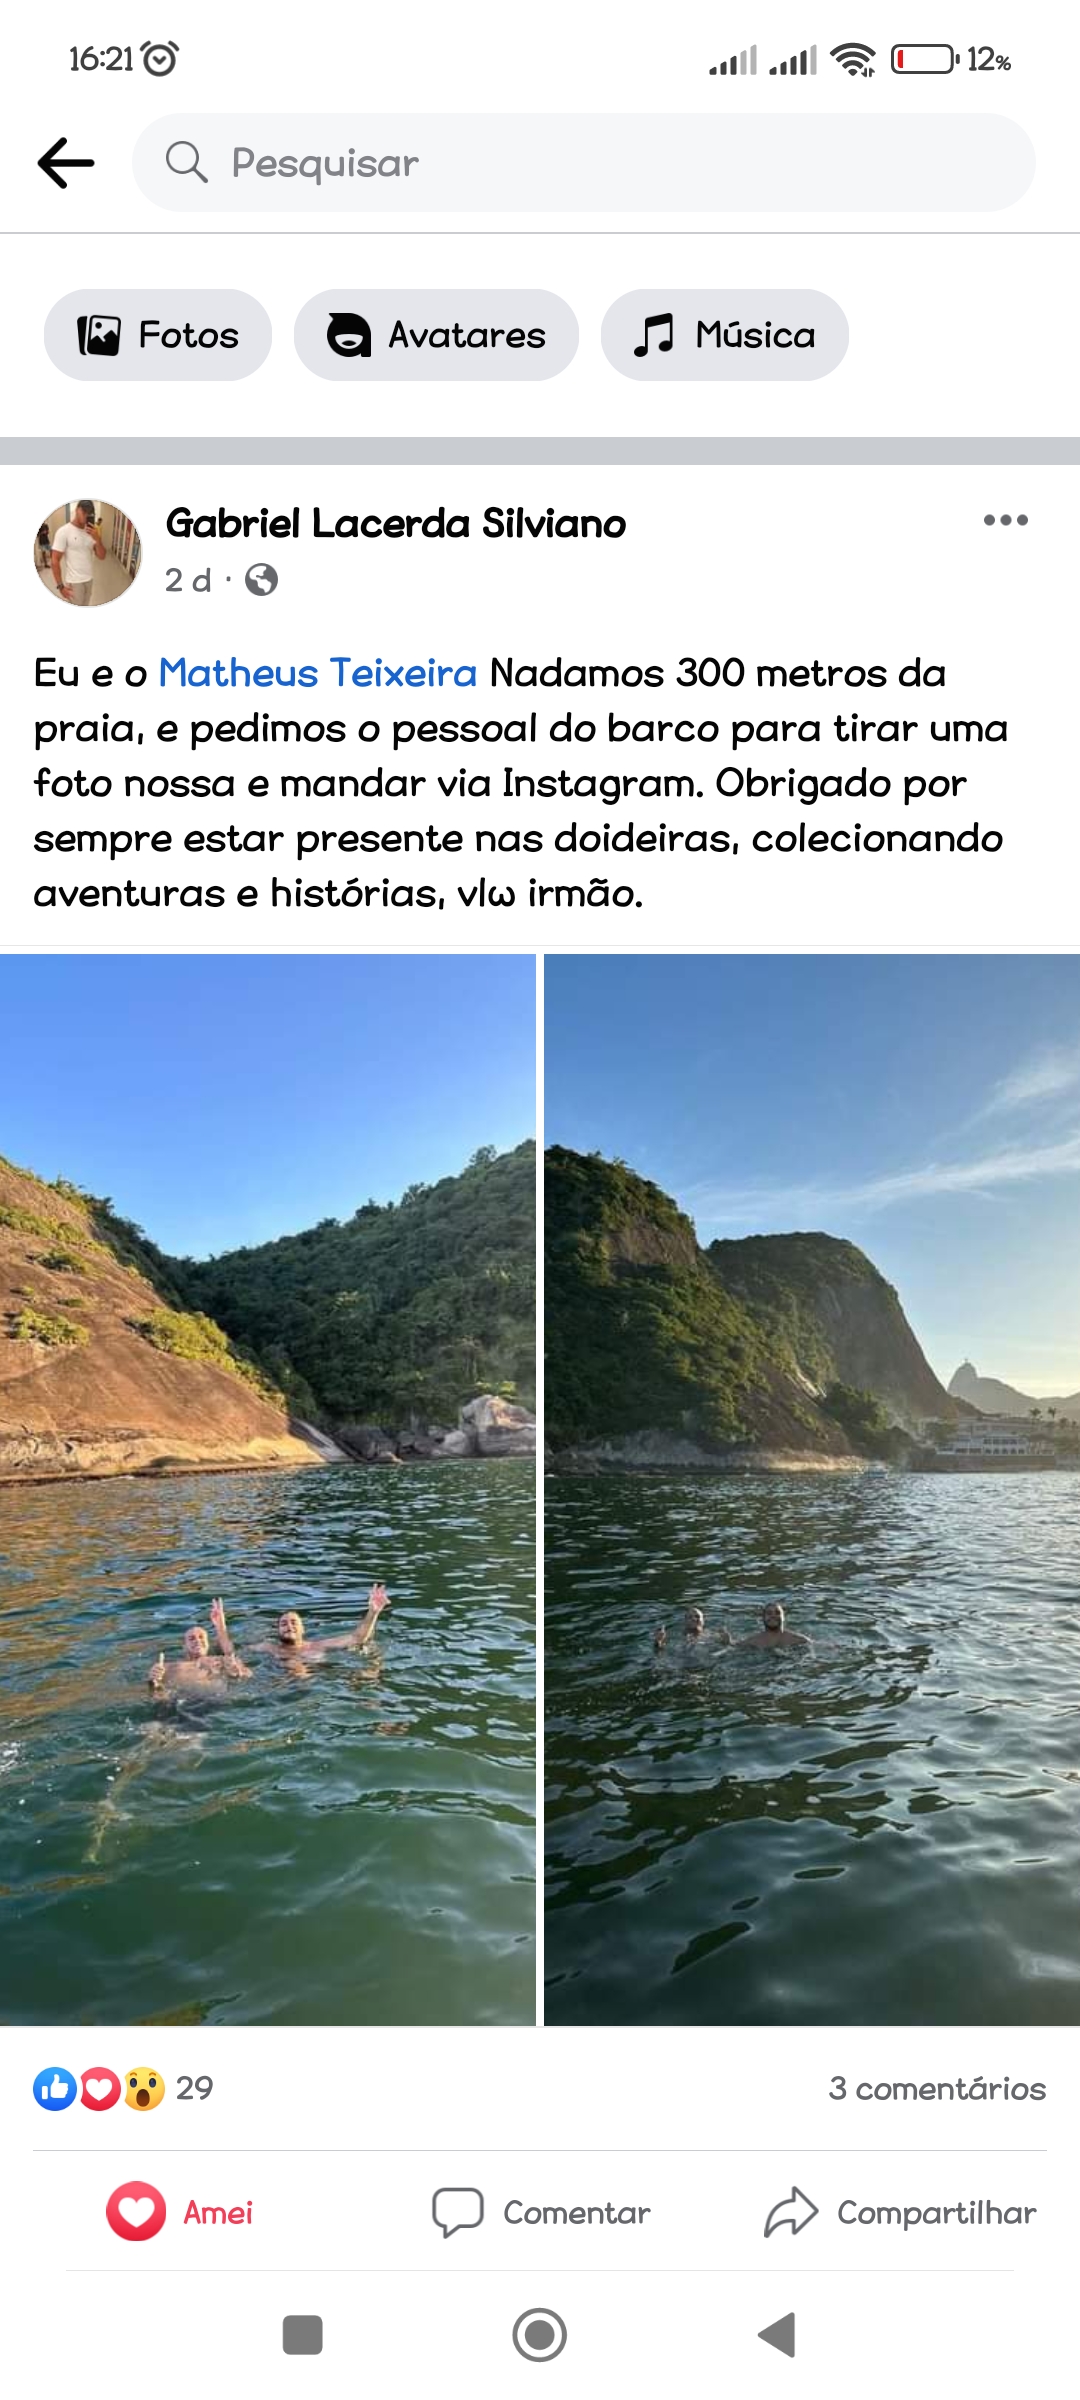 16:21
12%
Pesquisar
Fotos
Avatares
Música
Gabriel Lacerda Silviano
2 d ·
Eu e o Matheus Teixeira Nadamos 300 metros da
praia, e pedimos o pessoal do barco para tirar uma
foto nossa e mandar via Instagram. Obrigado por
sempre estar presente nas doideiras, colecionando
aventuras e histórias, vlw irmão.
29
3 comentários
Amei
Comentar
Compartilhar